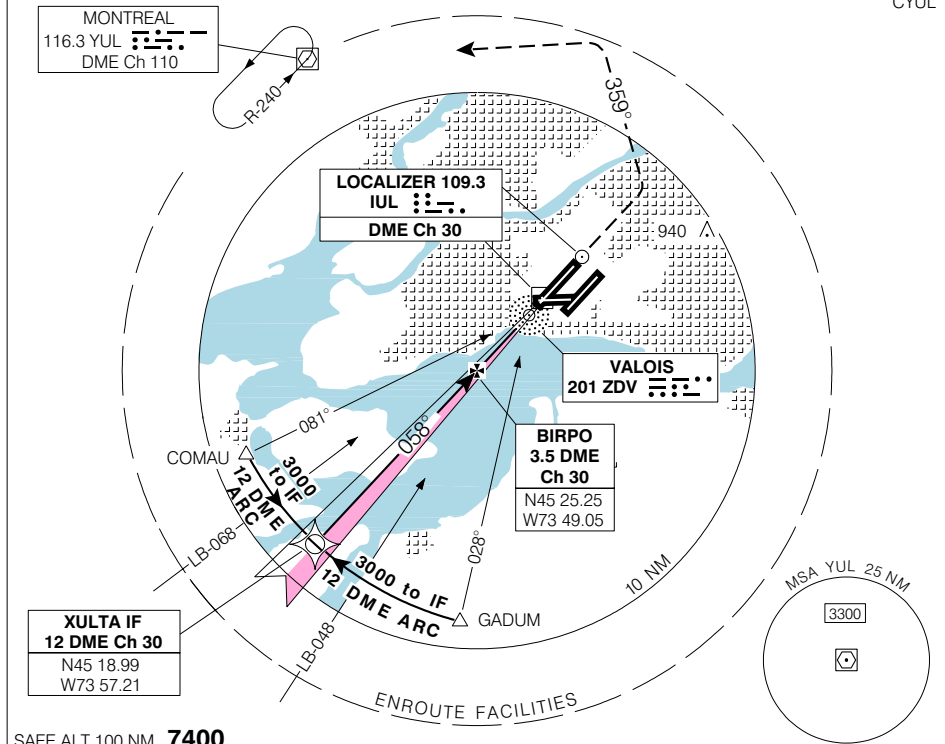 CYUL
MONTREAL
116.3 YUL
DME Ch 110
R-240
359°
LOCALIZER 109.3
IUL
DME Ch 30
940
VALOIS
201 ZDV
081°
058°
028°
COMAU
3000
to IF
12 DME
ARC
BIRPO
3.5 DME
Ch 30
N45 25.25
W73 49.05
LB-068
3000 to IF
12 DME ARC
GADUM
LB-048
10 NM
XULTA IF
12 DME Ch 30
N45 18.99
W73 57.21
ENROUTE FACILITIES
MSA YUL 25 NM
3300
SAFE ALT 100 NM 7400